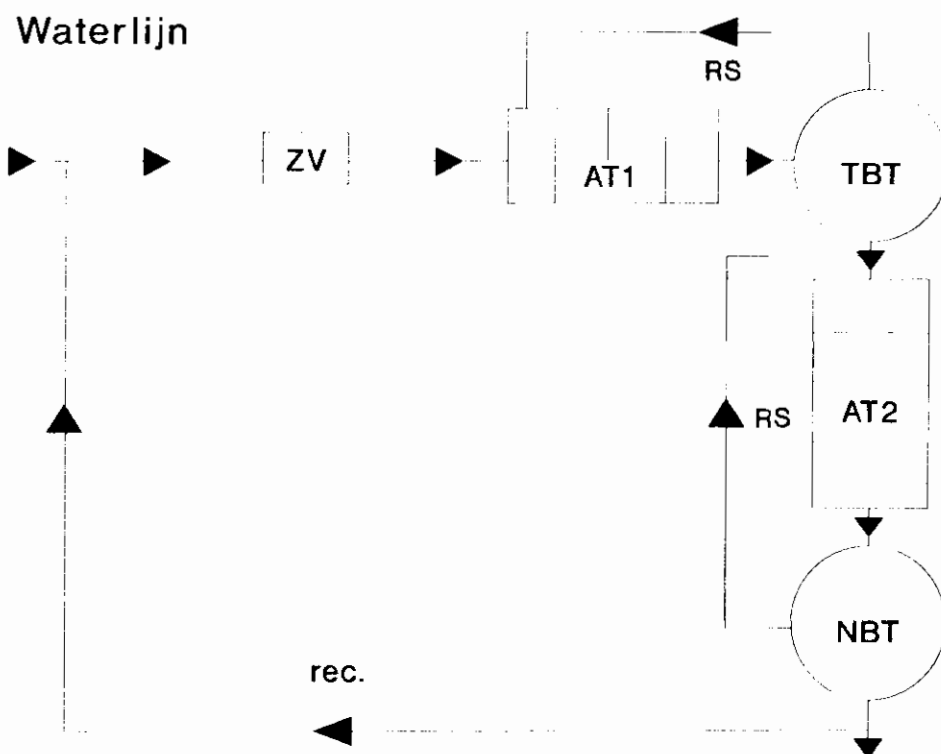 Waterlijn
RS
ZV
AT1
TBT
RS
AT2
NBT
rec.